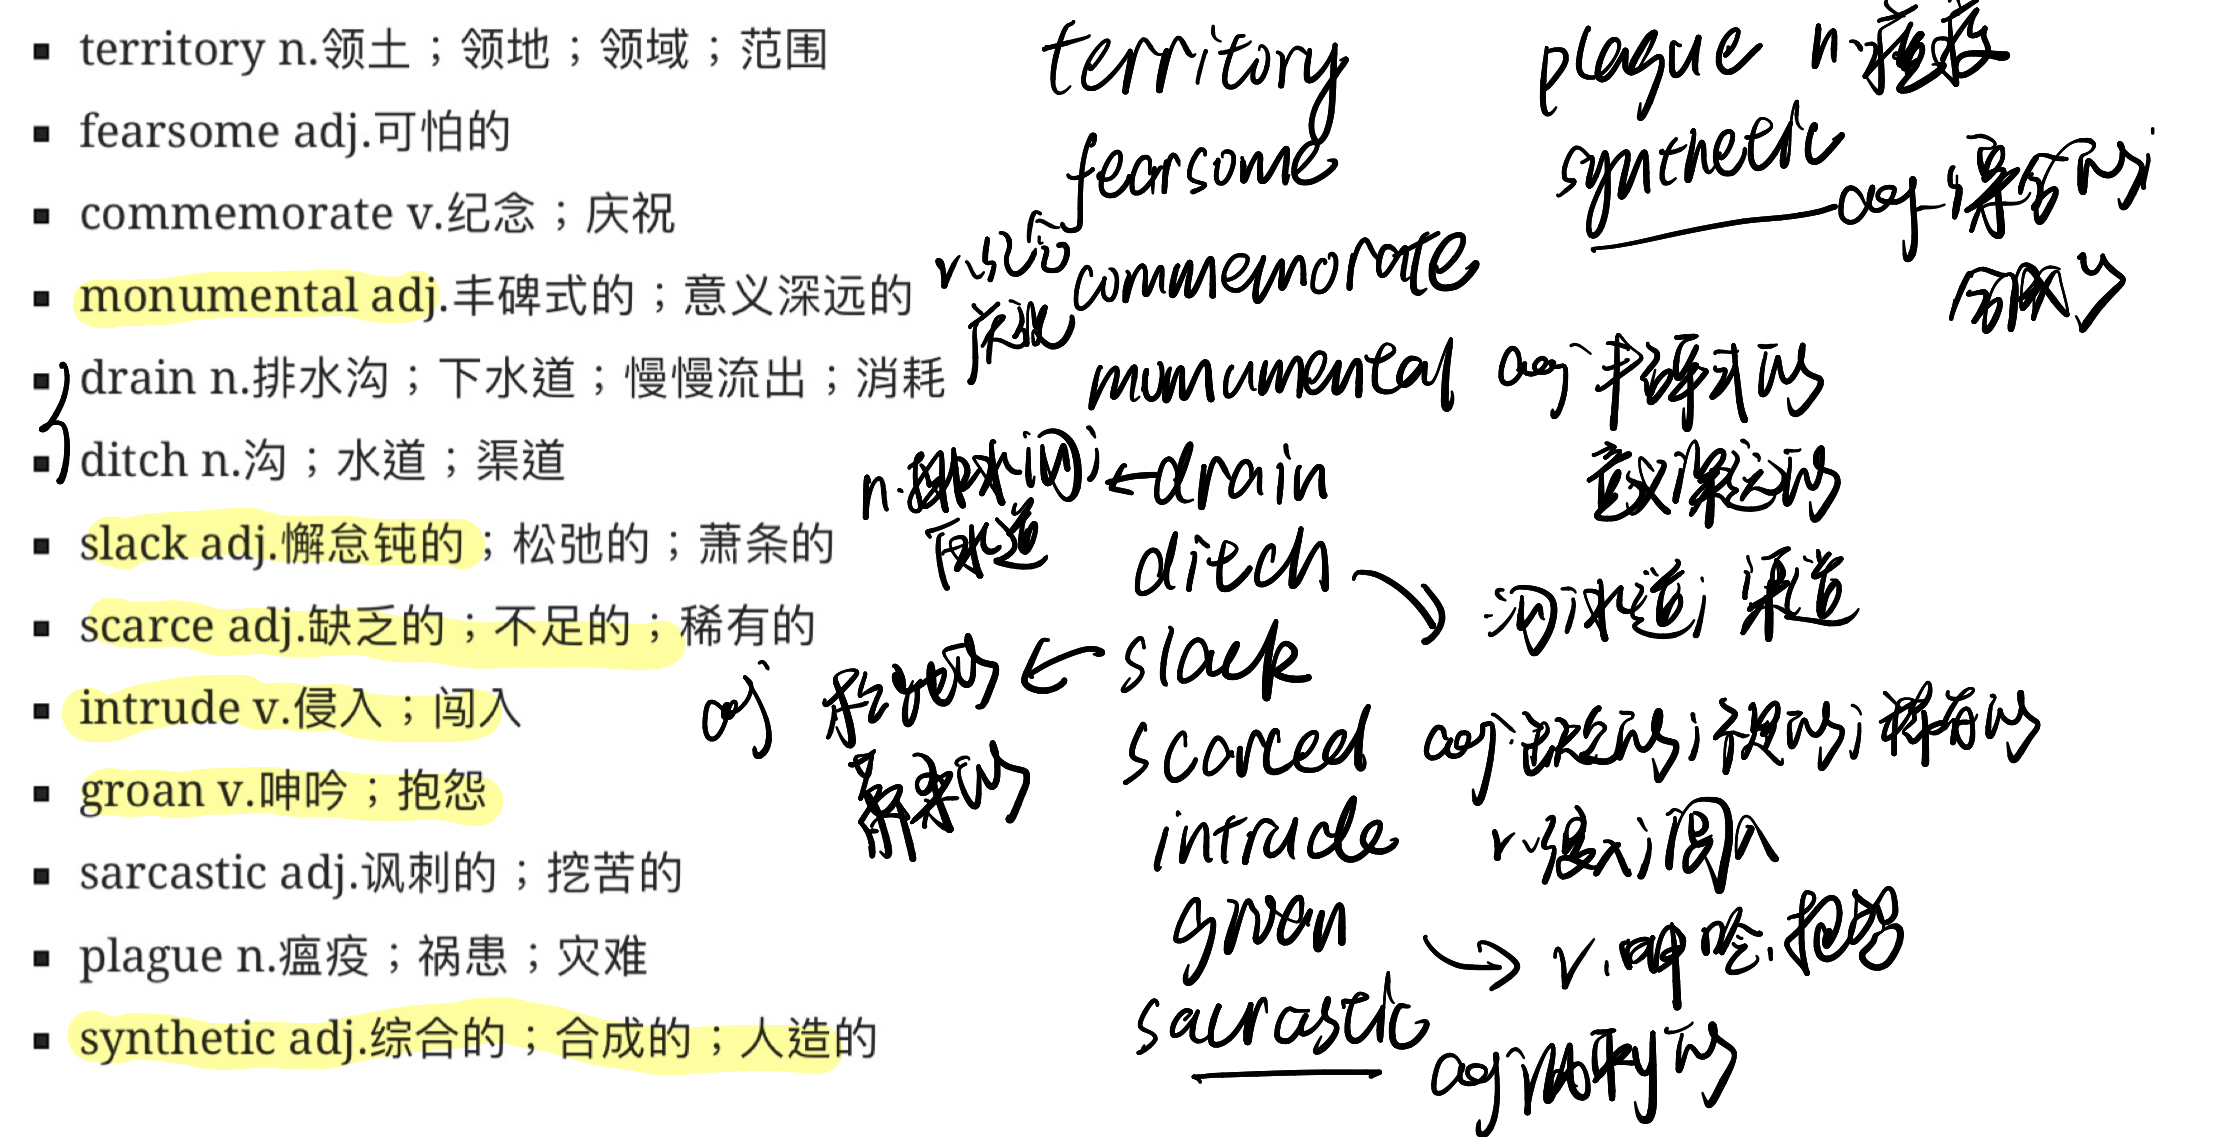 territory n.领土；领地；领域；范围
fearsome adj.可怕的
commemorate v.纪念；庆祝
monumental adj.丰碑式的；意义深远的
drain n.排水沟；下水道；慢慢流出；消耗
ditch n.沟；水道；渠道
slack adj.懈怠钝的；松弛的；萧条的
scarce adj.缺乏的；不足的；稀有的
intrude v.侵入；闯入
groan v.呻吟；抱怨
sarcastic adj.讽刺的；挖苦的
plague n.瘟疫；祸患；灾难
synthetic adj.综合的；合成的；人造的
territory
fearsome
commemorate
v.纪念
庆祝
monumental adj 丰碑式的
意义深远的
drain
n.排水沟；
下水道
ditch
沟；水道；渠道
slack
adj 松弛的
萧条的
scarced adj 缺乏的；不足的；稀有的
intrude v.侵入；闯入
groan v.呻吟.抱怨
sacrastic adj 讽刺的
plague n.瘟疫
synthetic adj 综合的；
合成的